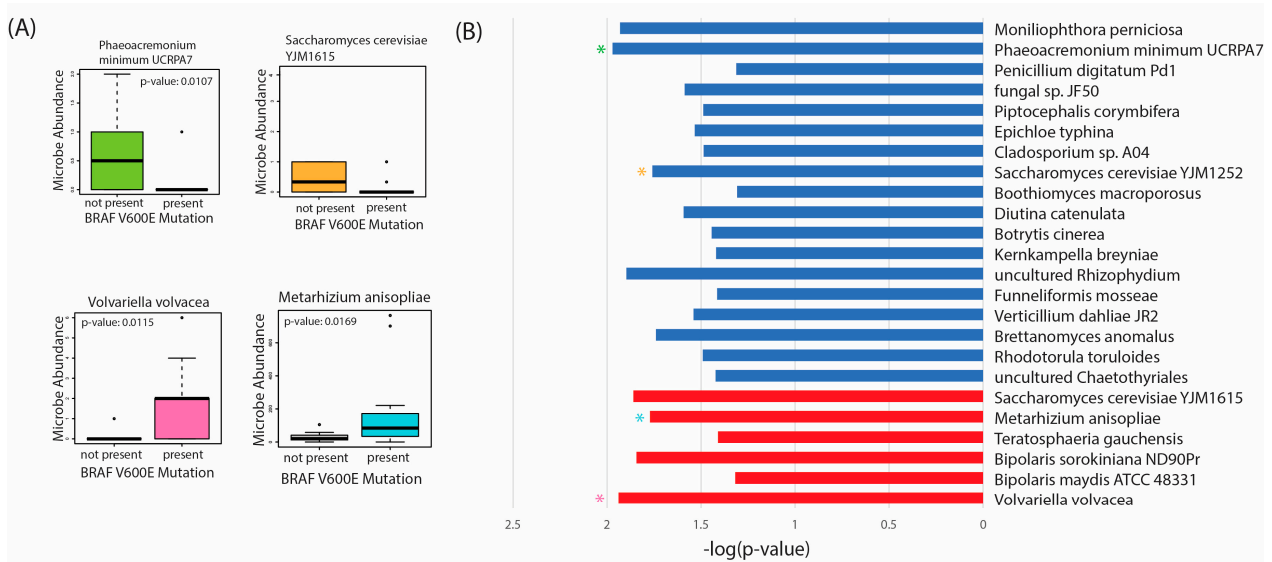 (A)
Phaeoacremonium
minimum UCRPA7
p-value: 0.0107
Microbe Abundance
not present present
BRAF V600E Mutation
Saccharomyces cerevisiae
YJM1615
Microbe Abundance
not present present
BRAF V600E Mutation
Volvariella volvacea
p-value: 0.0115
Microbe Abundance
not present present
BRAF V600E Mutation
Metarhizium anisopliae
p-value: 0.0169
Microbe Abundance
not present present
BRAF V600E Mutation
(B)
Moniliophthora perniciosa
* Phaeoacremonium minimum UCRPA7
Penicillium digitatum Pd1
fungal sp. JF50
Piptocephalis corymbifera
Epichloe typhina
Cladosporium sp. A04
* Saccharomyces cerevisiae YJM1252
Boothiomyces macroporosus
Diutina catenulata
Botrytis cinerea
Kernkampella breyniae
uncultured Rhizophydium
Funneliformis mosseae
Verticillium dahliae JR2
Brettanomyces anomalus
Rhodotorula toruloides
uncultured Chaetothyriales
Saccharomyces cerevisiae YJM1615
* Metarhizium anisopliae
Teratosphaeria gauchensis
Bipolaris sorokiniana ND90Pr
Bipolaris maydis ATCC 48331
* Volvariella volvacea
2.5 2 1.5 1 0.5 0
-log(p-value)